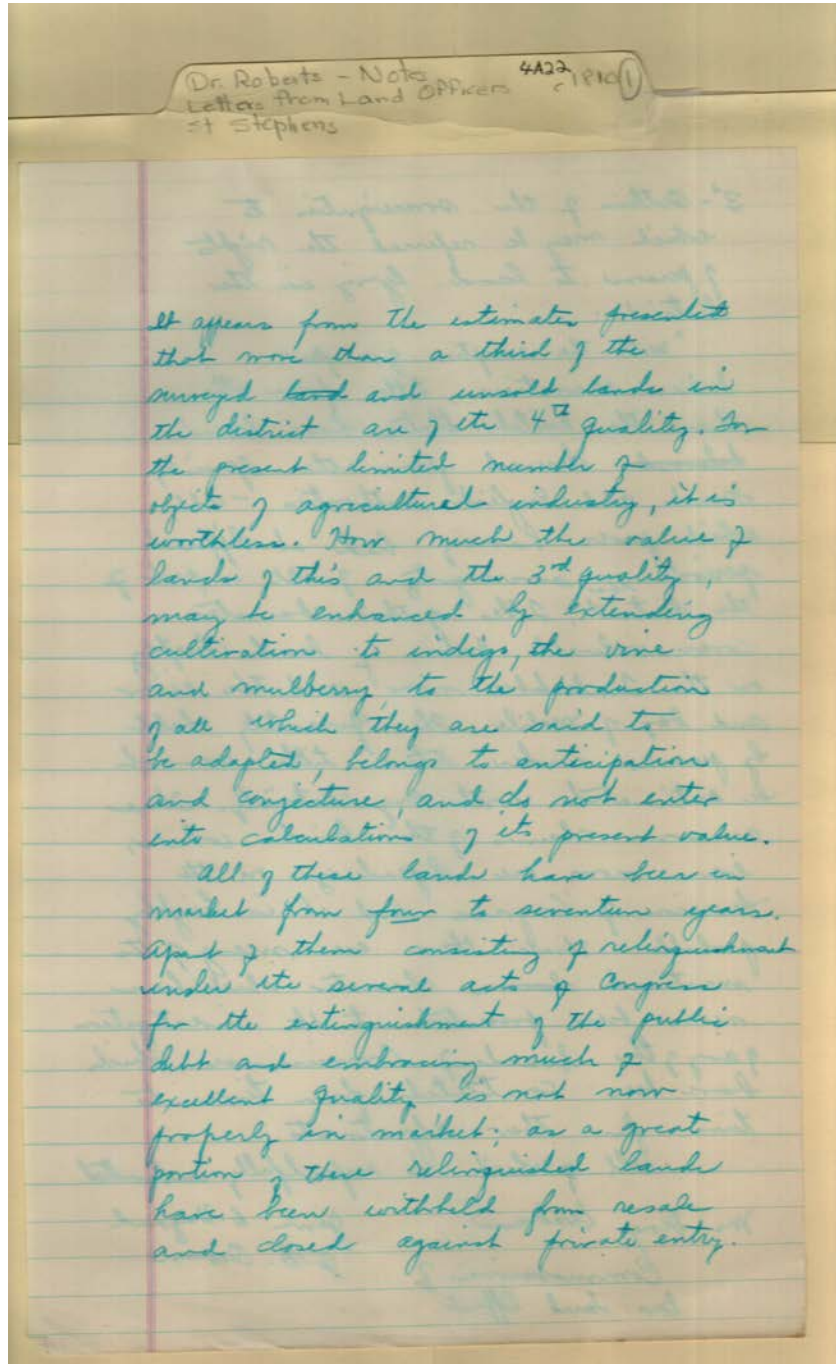 Dr. Roberts - Notes 4A22 c 1810 (1)
Letters from Land Officers
St Stephens
It appears from the estimates presented
that more than a third of the
surveyed land and unsold lands in
the district are of the 4th quality. For
the present limited number of
objects of agricultural industry, it is
worthless. How much the value of
lands of this and the 3rd quality,
may be enhanced by extending
cultivation to indigo, the vine
and mulberry, to the production
of all which they are said to
be adapted, belongs to anticipation
and conjecture, and do not enter
into calculations of its present value.
All of these lands have been in
market from four to seventeen years.
Apart of them consisting of relinquishment
under the several acts of Congress
for the extinguishment of the public
debt and embracing much of
excellent quality is not now
properly in market; as a great
portion of these relinquished lands
have been withheld from resale
and closed against private entry.